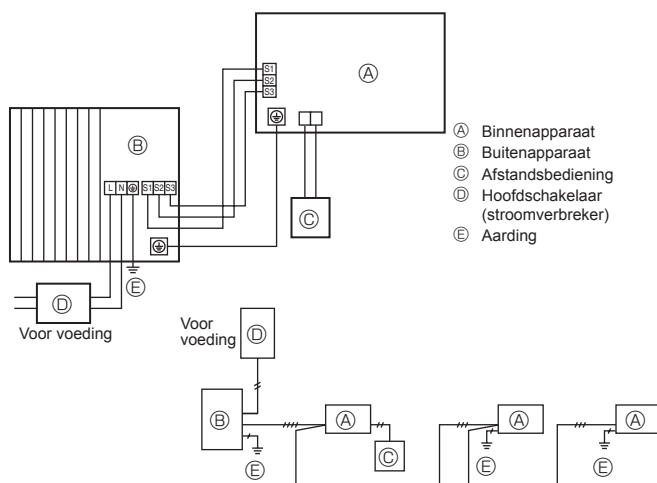 S1
S2
S3
Ⓐ
Ⓑ
L N S1 S2 S3
Ⓒ
Ⓐ Binnenapparaat
Ⓑ Buitenapparaat
Ⓒ Afstandsbediening
Ⓓ Hoofdschakelaar
(stroomverbreker)
Ⓔ Aarding
Ⓔ
Ⓓ
Voor voeding
Voor
voeding
Ⓓ
Ⓑ
Ⓐ
Ⓐ
Ⓐ
Ⓒ
Ⓔ
Ⓔ
Ⓔ